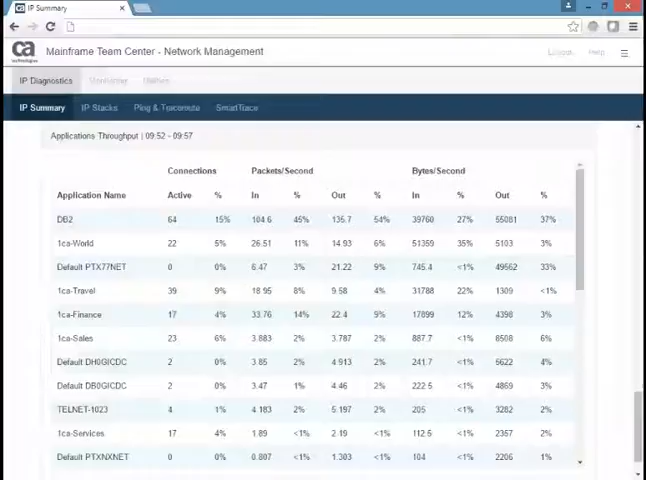 ca IP Summary ×
ca
technologies
Mainframe Team Center - Network Management
Logout Help
IP Diagnostics Monitoring Utilities
IP Summary IP Stacks Ping & Traceroute SmartTrace
Applications Throughput | 09:52 - 09:57
Connections Packets/Second Bytes/Second
Application Name Active % In % Out % In % Out %
DB2 64 15% 104.6 45% 135.7 54% 39760 27% 55081 37%
1ca-World 22 5% 26.51 11% 14.93 6% 51359 35% 5103 3%
Default PTX77NET 0 0% 6.47 3% 21.22 9% 745.4 <1% 49562 33%
1ca-Travel 39 9% 18.95 8% 9.58 4% 31788 22% 1309 <1%
1ca-Finance 17 4% 33.76 14% 22.4 9% 17899 12% 4398 3%
1ca-Sales 23 6% 3.883 2% 3.787 2% 887.7 <1% 8508 6%
Default DH0GICDC 2 0% 3.85 2% 4.913 2% 241.7 <1% 5622 4%
Default DB0GICDC 2 0% 3.47 1% 4.46 2% 222.5 <1% 4869 3%
TELNET-1023 4 1% 4.183 2% 5.197 2% 205 <1% 3282 2%
1ca-Services 17 4% 1.89 <1% 2.19 <1% 112.5 <1% 2357 2%
Default PTXNXNET 0 0% 0.807 <1% 1.303 <1% 104 <1% 2206 1%